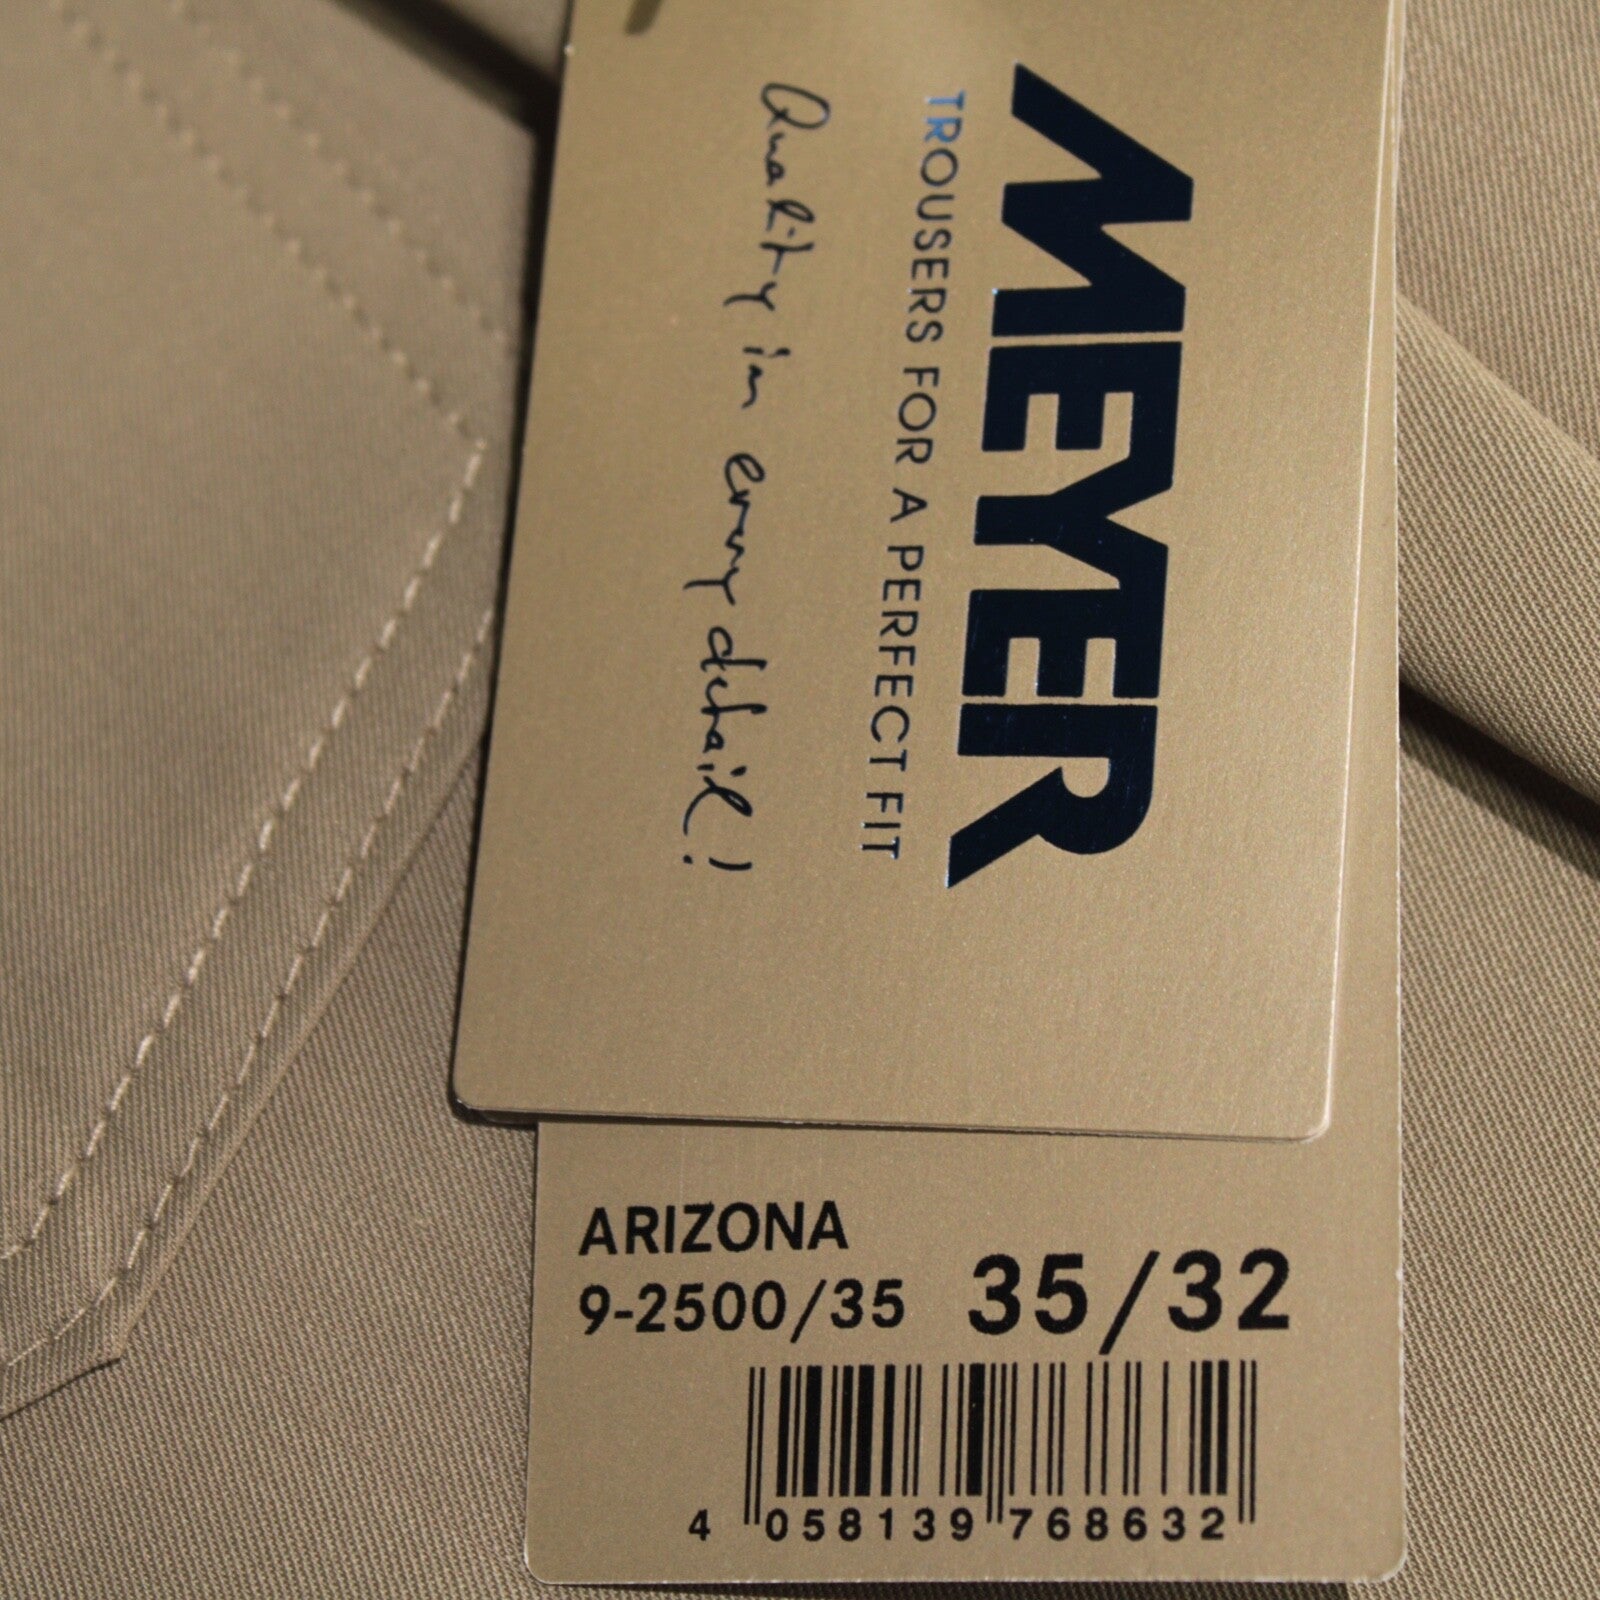 MEYER
TROUSERS FOR A PERFECT FIT
Quality in every detail!
ARIZONA
9-2500/35 35/32
4 058139 768632